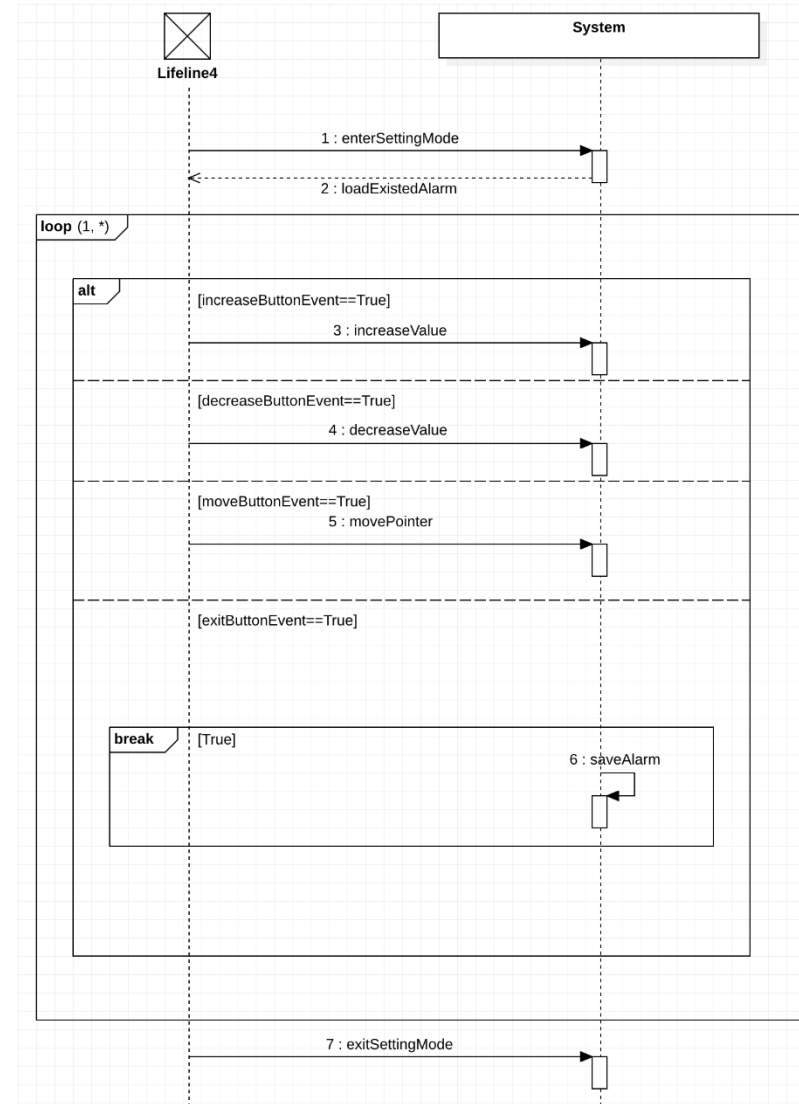 System
Lifeline4
1 : enterSettingMode
2 : loadExistedAlarm
loop (1, *)
alt
[increaseButtonEvent==True]
3 : increaseValue
[decreaseButtonEvent==True]
4 : decreaseValue
[moveButtonEvent==True]
5 : movePointer
[exitButtonEvent==True]
break [True]
6 : saveAlarm
7 : exitSettingMode